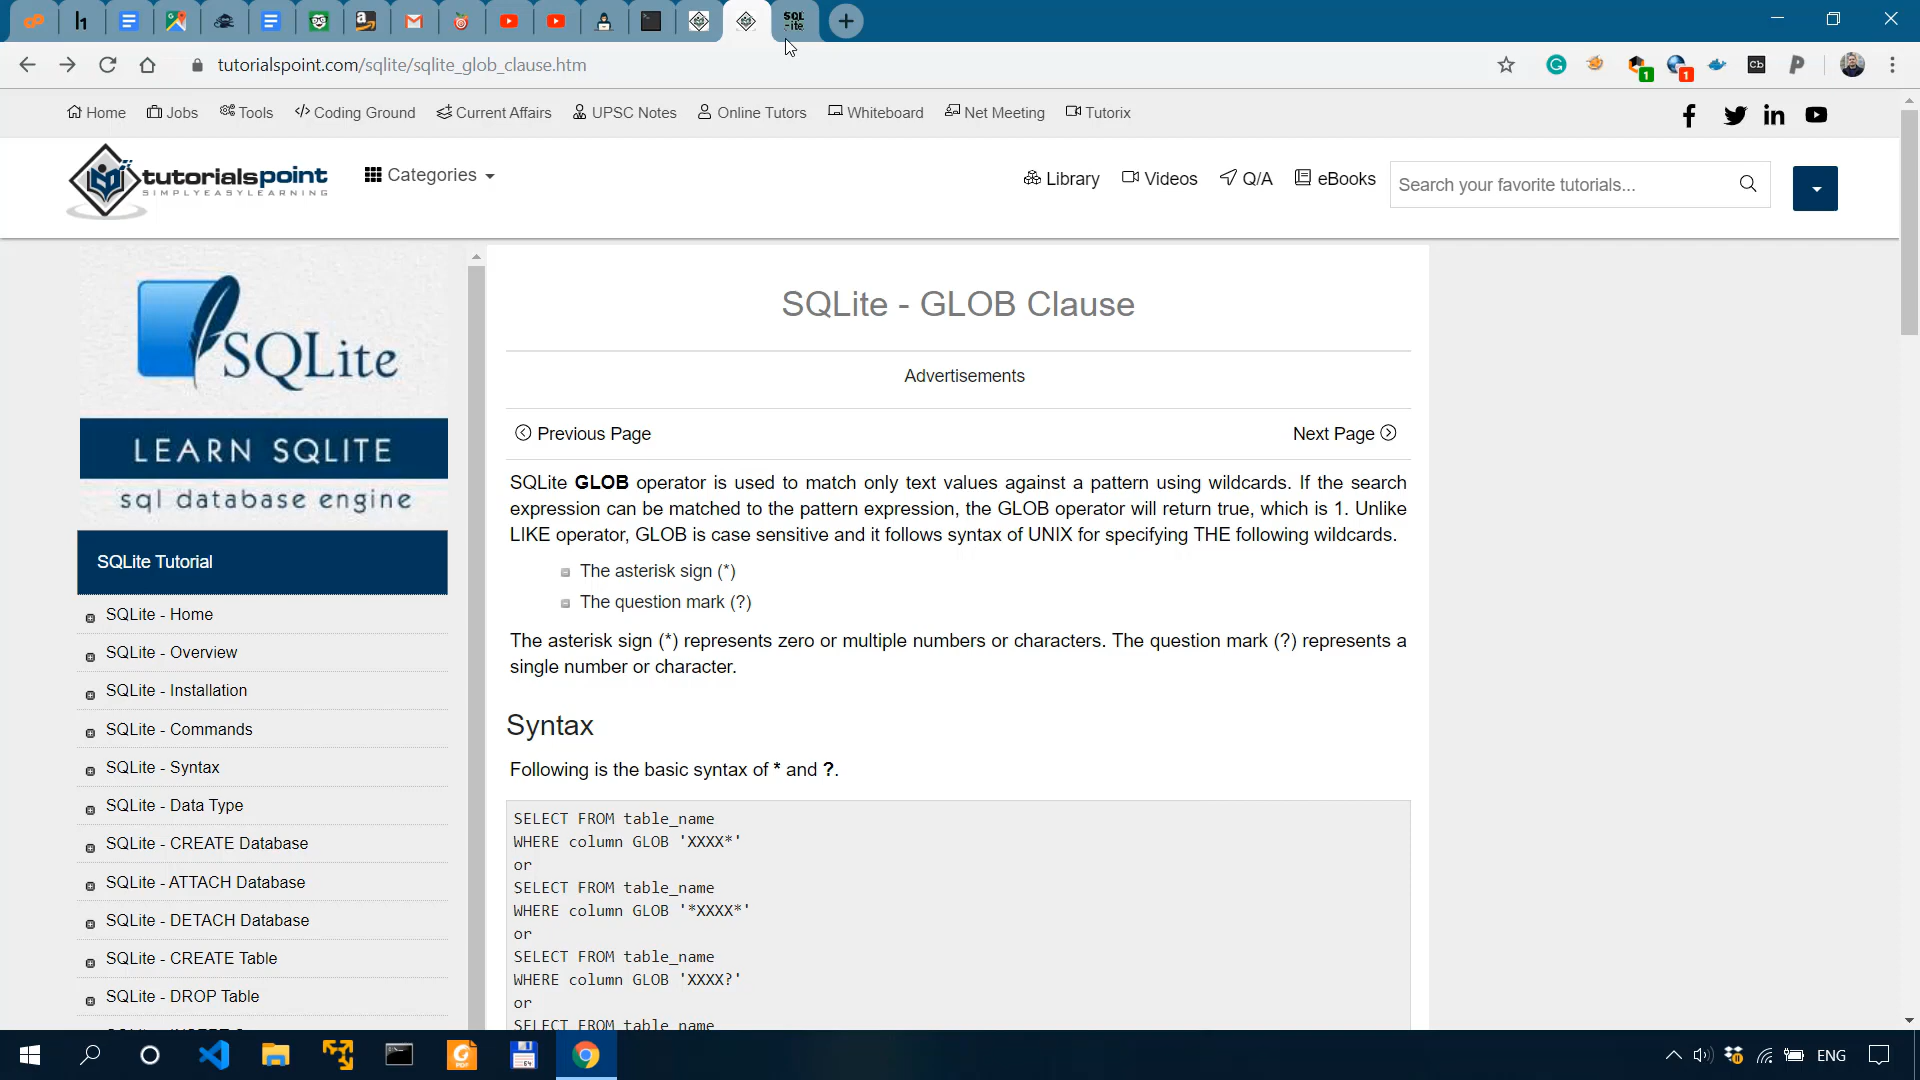 SQL
-ite
tutorialspoint.com/sqlite/sqlite_glob_clause.htm
1
1
Cb
Home
Jobs
Tools
Coding Ground
Current Affairs
UPSC Notes
Online Tutors
Whiteboard
Net Meeting
Tutorix
tutorialspoint
SIMPLYEASYLEARNING
Categories
Library
Videos
Q/A
eBooks
Search your favorite tutorials...
SQLite
LEARN SQLITE
sql database engine
SQLite Tutorial
SQLite - Home
SQLite - Overview
SQLite - Installation
SQLite - Commands
SQLite - Syntax
SQLite - Data Type
SQLite - CREATE Database
SQLite - ATTACH Database
SQLite - DETACH Database
SQLite - CREATE Table
SQLite - DROP Table
SQLite - GLOB Clause
Advertisements
Previous Page
Next Page
SQLite GLOB operator is used to match only text values against a pattern using wildcards. If the search
expression can be matched to the pattern expression, the GLOB operator will return true, which is 1. Unlike
LIKE operator, GLOB is case sensitive and it follows syntax of UNIX for specifying THE following wildcards.
The asterisk sign (*)
The question mark (?)
The asterisk sign (*) represents zero or multiple numbers or characters. The question mark (?) represents a
single number or character.
Syntax
Following is the basic syntax of * and ?.
SELECT FROM table_name
WHERE column GLOB 'XXXX*'
or
SELECT FROM table_name
WHERE column GLOB '*XXXX*'
or
SELECT FROM table_name
WHERE column GLOB 'XXXX?'
or
SELECT FROM table_name
64
ENG